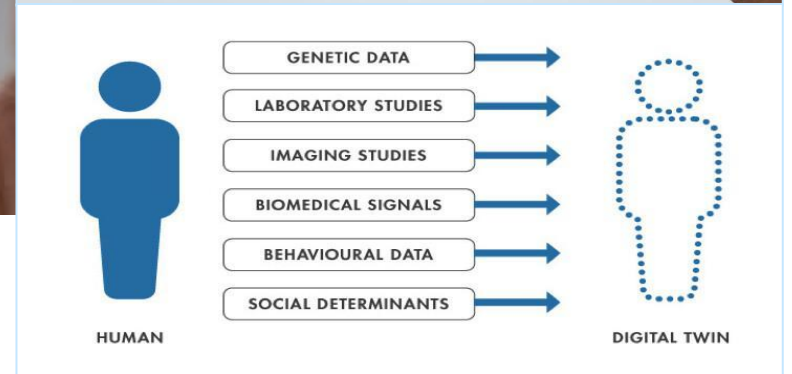 GENETIC DATA
LABORATORY STUDIES
IMAGING STUDIES
BIOMEDICAL SIGNALS
BEHAVIOURAL DATA
SOCIAL DETERMINANTS
HUMAN
DIGITAL TWIN